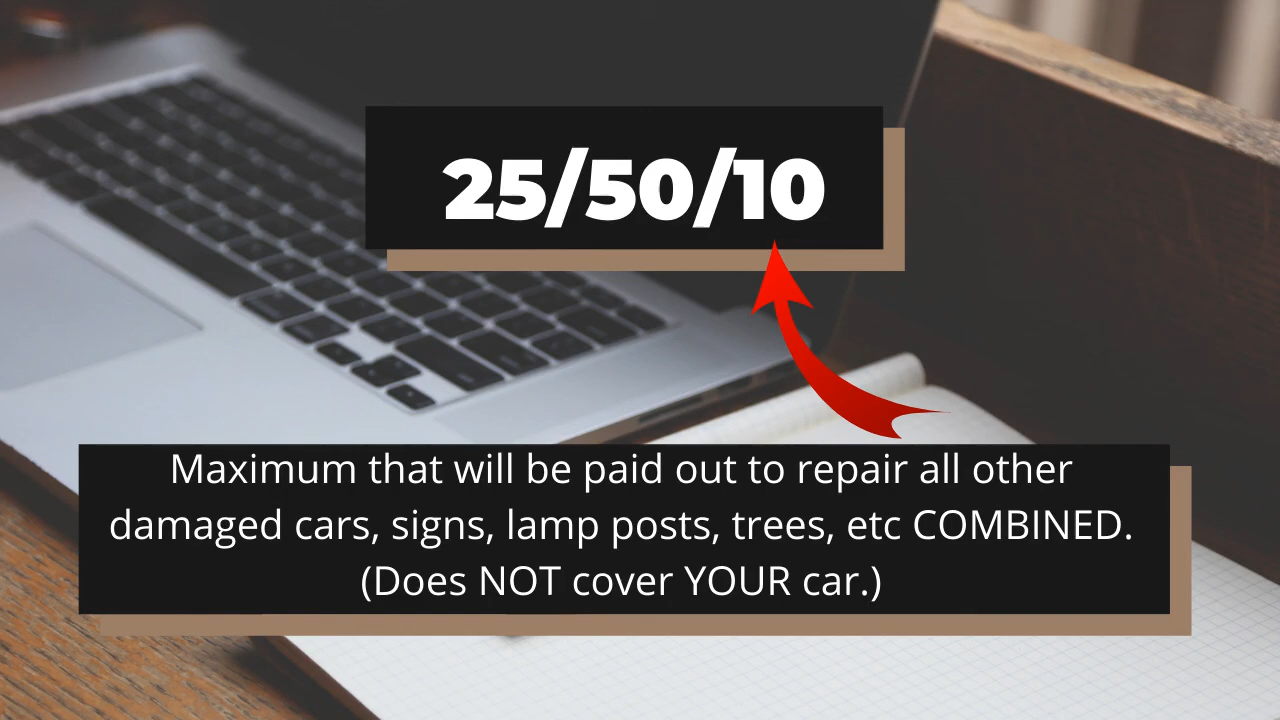 25/50/10
Maximum that will be paid out to repair all other
damaged cars, signs, lamp posts, trees, etc COMBINED.
(Does NOT cover YOUR car.)